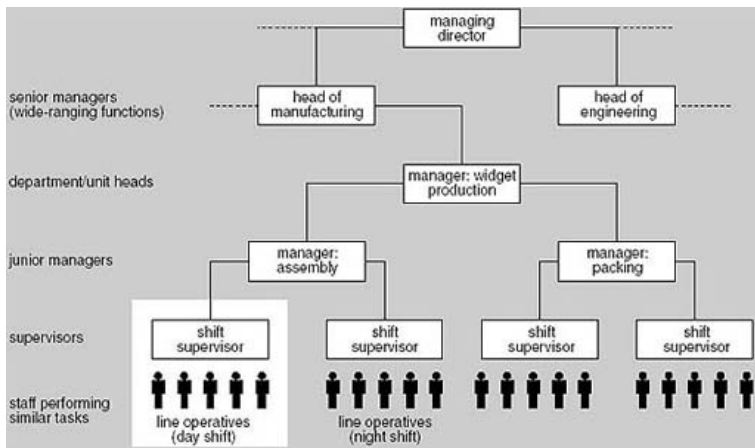 managing
director
senior managers
(wide-ranging functions)
head of
manufacturing
head of
engineering
department/unit heads
manager: widget
production
junior managers
manager:
assembly
manager:
packing
supervisors
shift
supervisor
shift
supervisor
shift
supervisor
shift
supervisor
staff performing
similar tasks
line operatives
(day shift)
line operatives
(night shift)